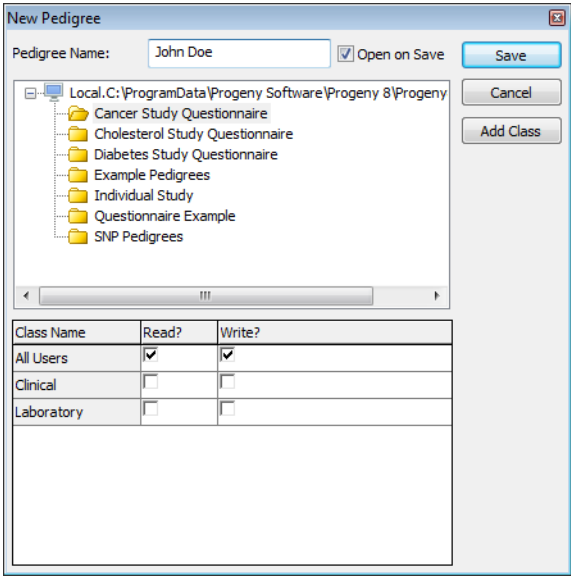 New Pedigree
Pedigree Name: John Doe Open on Save Save
Local.C:\ProgramData\Progeny Software\Progeny 8\Progeny Cancel
Cancer Study Questionnaire
Add Class
Cholesterol Study Questionnaire
Diabetes Study Questionnaire
Example Pedigrees
Individual Study
Questionnaire Example
SNP Pedigrees
Class Name Read? Write?
All Users
Clinical
Laboratory